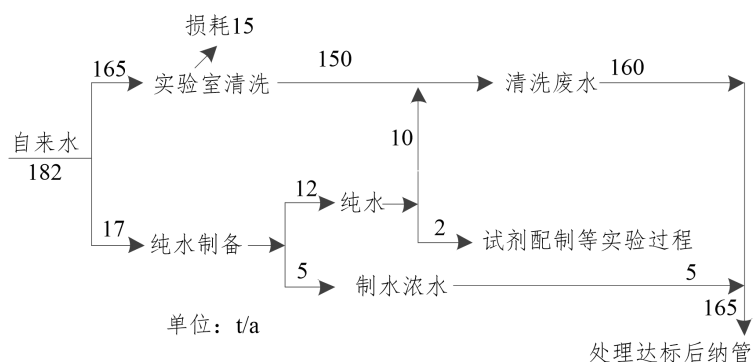 损耗15
165
实验室清洗
150
清洗废水
160
自来水
182
10
12
纯水
17
纯水制备
2
试剂配制等实验过程
5
制水浓水
5
165
单位：t/a
处理达标后纳管